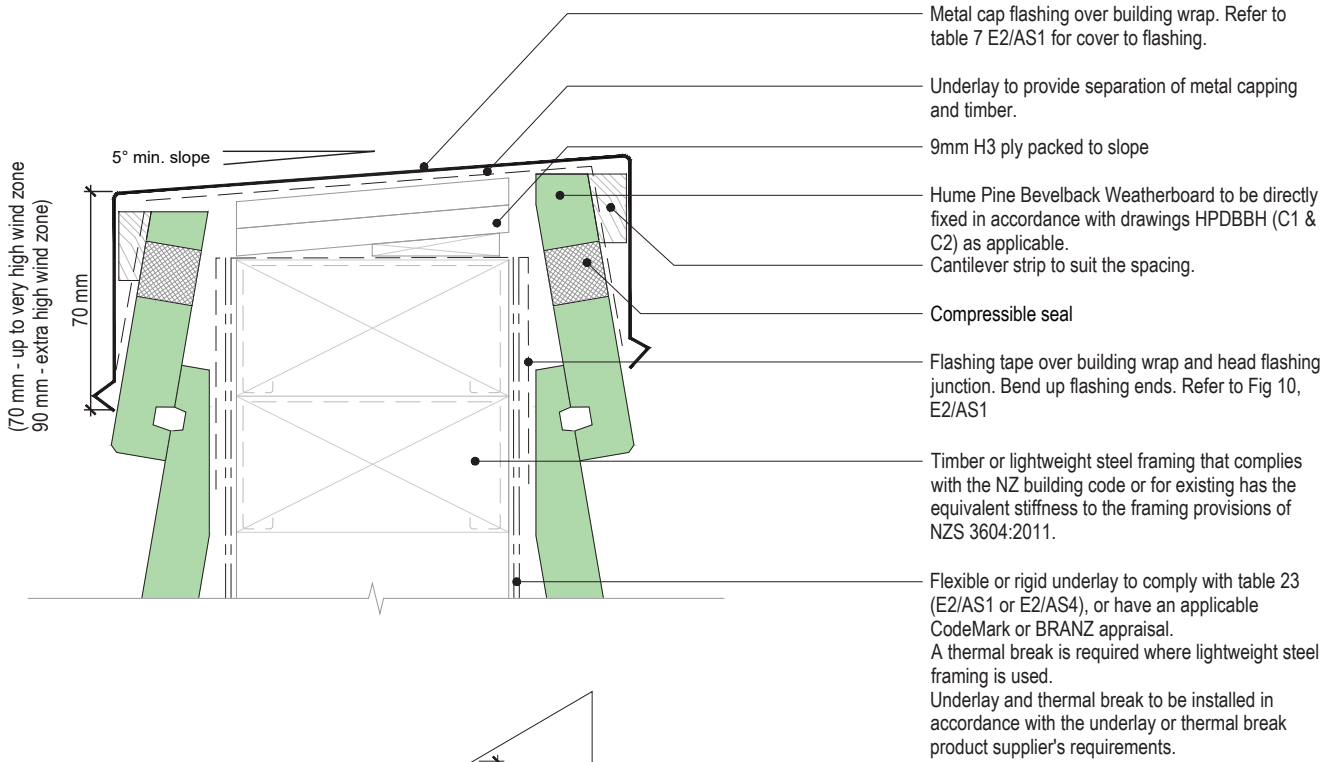 Metal cap flashing over building wrap. Refer to
table 7 E2/AS1 for cover to flashing.
Underlay to provide separation of metal capping
and timber.
5° min. slope
9mm H3 ply packed to slope
(70 mm - up to very high wind zone
90 mm - extra high wind zone)
70 mm
Hume Pine Bevelback Weatherboard to be directly
fixed in accordance with drawings HPDBBH (C1 &
C2) as applicable.
Cantilever strip to suit the spacing.
Compressible seal
Flashing tape over building wrap and head flashing
junction. Bend up flashing ends. Refer to Fig 10,
E2/AS1
Timber or lightweight steel framing that complies
with the NZ building code or for existing has the
equivalent stiffness to the framing provisions of
NZS 3604:2011.
Flexible or rigid underlay to comply with table 23
(E2/AS1 or E2/AS4), or have an applicable
CodeMark or BRANZ appraisal.
A thermal break is required where lightweight steel
framing is used.
Underlay and thermal break to be installed in
accordance with the underlay or thermal break
product supplier's requirements.